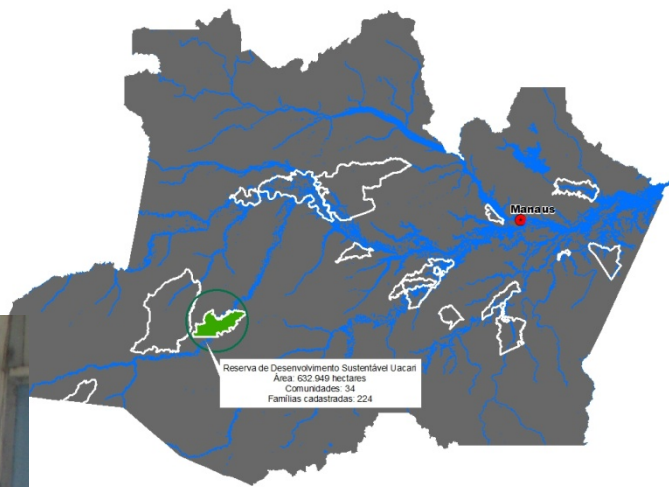 Manaus
Reserva de Desenvolvimento Sustentável Uacari
Área: 632.949 hectares
Comunidades: 34
Famílias cadastradas: 224